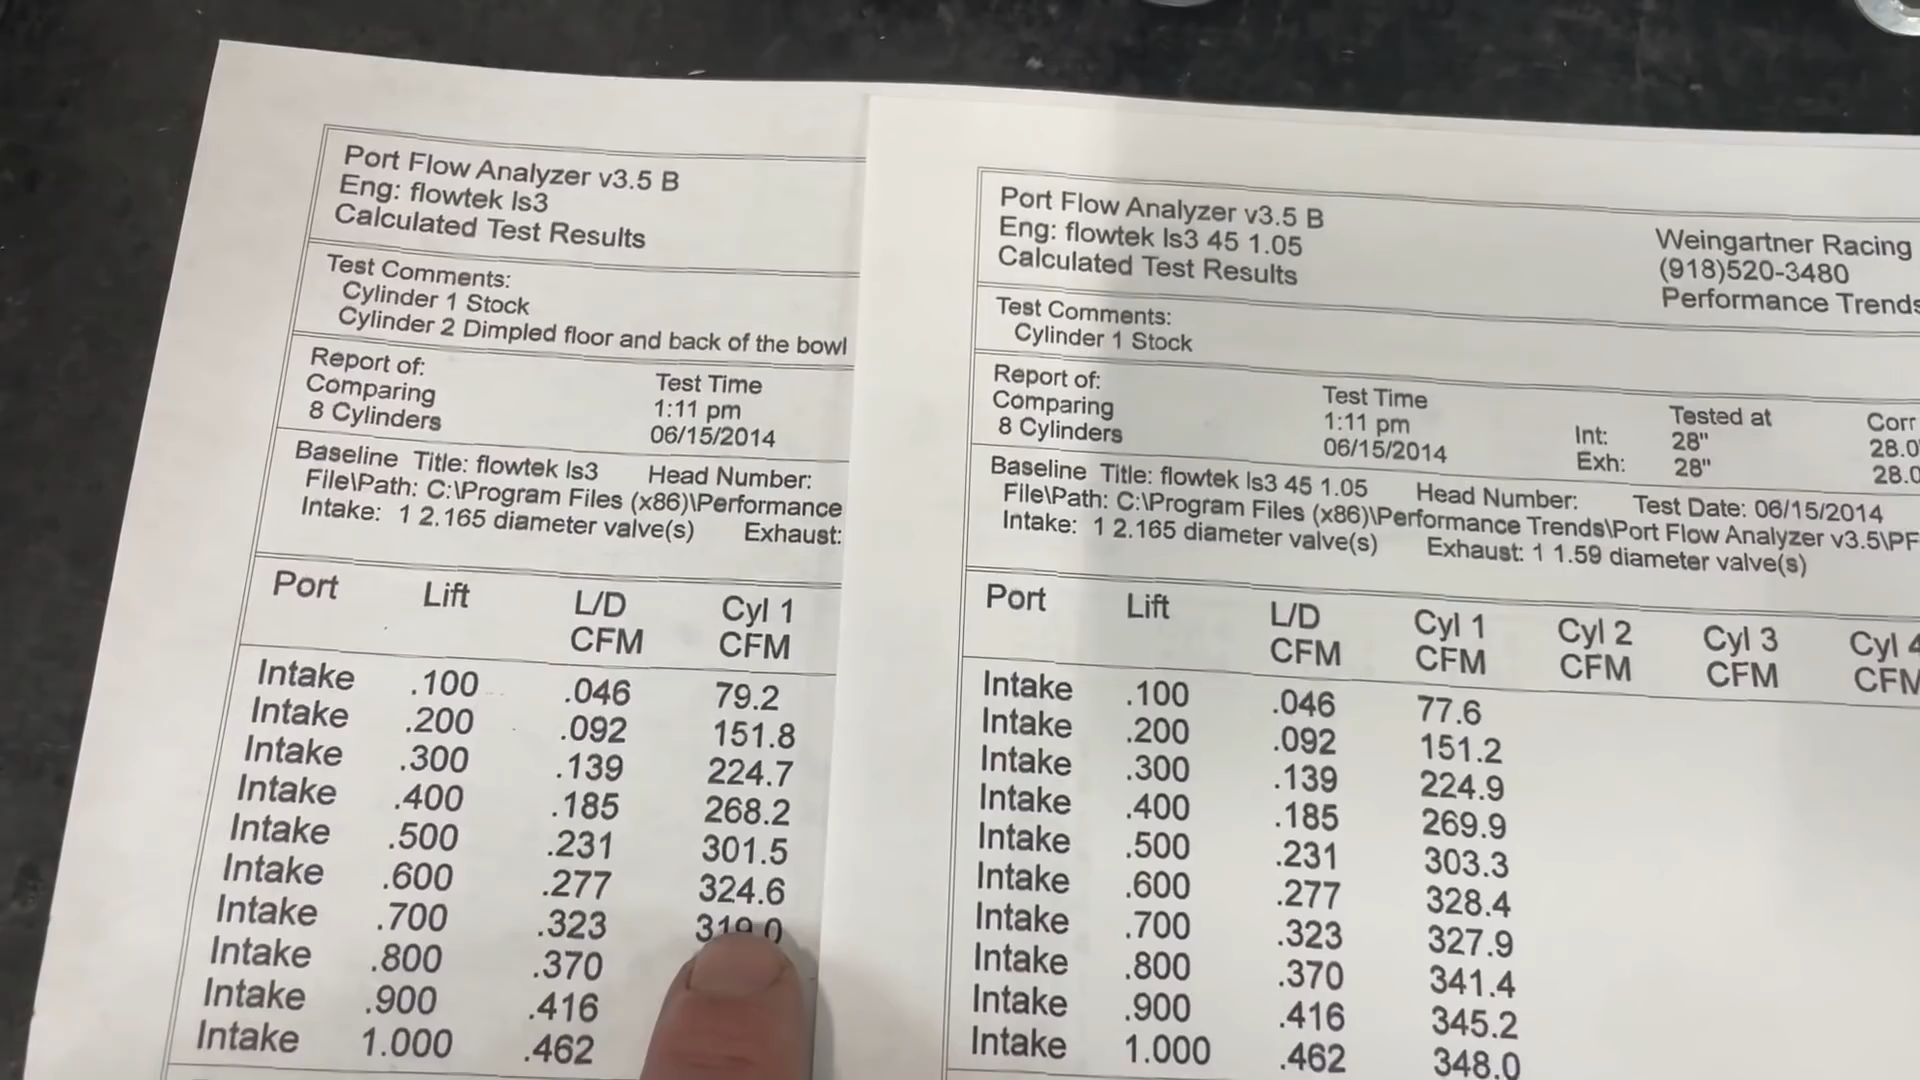 Port Flow Analyzer v3.5 B
Eng: flowtek ls3
Calculated Test Results
Test Comments:
Cylinder 1 Stock
Cylinder 2 Dimpled floor and back of the bowl
Report of:
Comparing
8 Cylinders
Test Time
1:11 pm
06/15/2014
Baseline Title: flowtek ls3 Head Number:
File\Path: C:\Program Files (x86)\Performance
Intake: 1 2.165 diameter valve(s) Exhaust:
Port Lift L/D CFM Cyl 1 CFM
Intake .100 .046 79.2
Intake .200 .092 151.8
Intake .300 .139 224.7
Intake .400 .185 268.2
Intake .500 .231 301.5
Intake .600 .277 324.6
Intake .700 .323 319.0
Intake .800 .370
Intake .900 .416
Intake 1.000 .462
Port Flow Analyzer v3.5 B
Eng: flowtek ls3 45 1.05
Calculated Test Results
Weingartner Racing
(918)520-3480
Performance Trends
Test Comments:
Cylinder 1 Stock
Report of:
Comparing
8 Cylinders
Test Time
1:11 pm
06/15/2014
Tested at Corr
Int: 28" 28.0
Exh: 28" 28.0
Baseline Title: flowtek ls3 45 1.05 Head Number: Test Date: 06/15/2014
File\Path: C:\Program Files (x86)\Performance Trends\Port Flow Analyzer v3.5\PF
Intake: 1 2.165 diameter valve(s) Exhaust: 1 1.59 diameter valve(s)
Port Lift L/D CFM Cyl 1 CFM Cyl 2 CFM Cyl 3 CFM Cyl 4 CFM
Intake .100 .046 77.6
Intake .200 .092 151.2
Intake .300 .139 224.9
Intake .400 .185 269.9
Intake .500 .231 303.3
Intake .600 .277 328.4
Intake .700 .323 327.9
Intake .800 .370 341.4
Intake .900 .416 345.2
Intake 1.000 .462 348.0